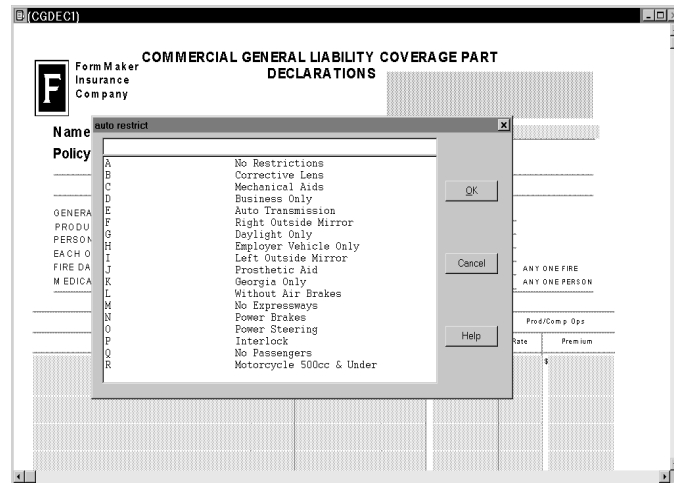 (CGDEC1)
COMMERCIAL GENERAL LIABILITY COVERAGE PART
DECLARATIONS
F
FormMaker
Insurance
Company
Name
Policy
auto restrict
A No Restrictions
B Corrective Lens
C Mechanical Aids
D Business Only
E Auto Transmission
F Right Outside Mirror
G Daylight Only
H Employer Vehicle Only
I Left Outside Mirror
J Prosthetic Aid
K Georgia Only
L Without Air Brakes
M No Expressways
N Power Brakes
O Power Steering
P Interlock
Q No Passengers
R Motorcycle 500cc & Under
OK
Cancel
Help
GENERA
PRODU
PERSON
EACH O
FIRE DA
MEDICA
ANY ONE FIRE
ANY ONE PERSON
Prod/Comp Ops
Rate Premium
$